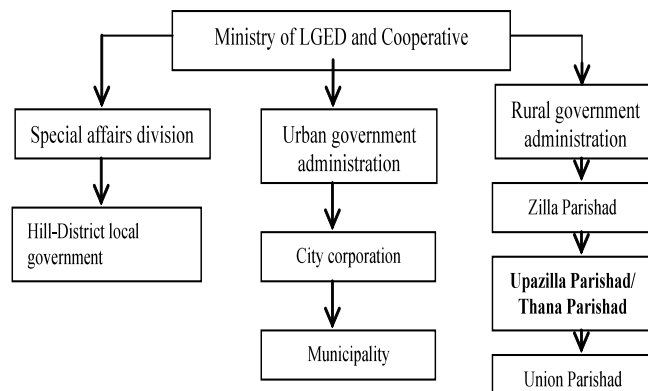 Ministry of LGED and Cooperative
Special affairs division
Urban government
administration
Rural government
administration
Hill-District local
government
City corporation
Zilla Parishad
Upazilla Parishad/
Thana Parishad
Municipality
Union Parishad